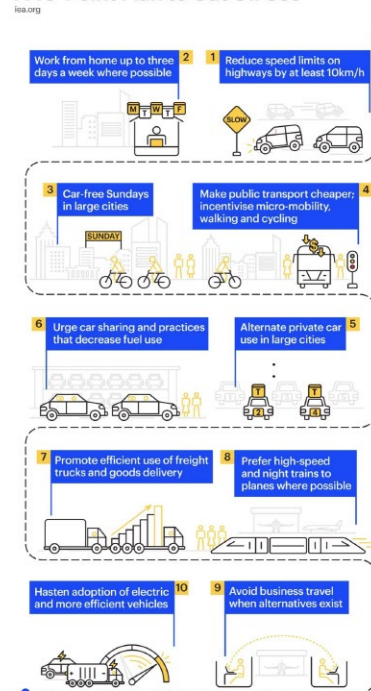 iea.org
2
Work from home up to three
days a week where possible
M T W T F
1
Reduce speed limits on
highways by at least 10km/h
SLOW
3
Car-free Sundays
in large cities
SUNDAY
4
Make public transport cheaper;
incentivise micro-mobility,
walking and cycling
$
6
Urge car sharing and practices
that decrease fuel use
5
Alternate private car
use in large cities
T
2
T
4
7
Promote efficient use of freight
trucks and goods delivery
8
Prefer high-speed
and night trains to
planes where possible
10
Hasten adoption of electric
and more efficient vehicles
9
Avoid business travel
when alternatives exist